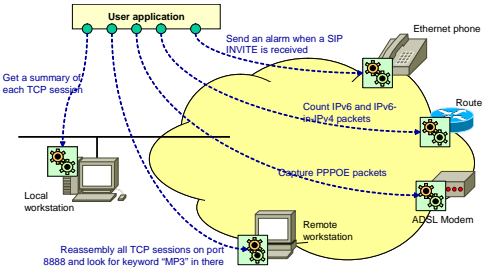 User application
Ethernet phone
Send an alarm when a SIP
INVITE is received
Get a summary of
each TCP session
Count IPv6 and IPv6-
in-IPv4 packets
Route
Capture PPPOE packets
Local
workstation
ADSL Modem
Remote
workstation
Reassembly all TCP sessions on port
8888 and look for keyword “MP3” in there